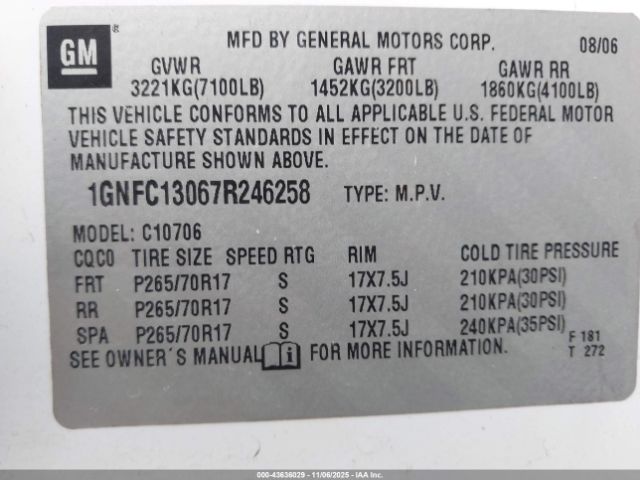 GM ®
MFD BY GENERAL MOTORS CORP. 08/06
GVWR GAWR FRT GAWR RR
3221KG(7100LB) 1452KG(3200LB) 1860KG(4100LB)
THIS VEHICLE CONFORMS TO ALL APPLICABLE U.S. FEDERAL MOTOR
VEHICLE SAFETY STANDARDS IN EFFECT ON THE DATE OF
MANUFACTURE SHOWN ABOVE.
1GNFC13067R246258 TYPE: M.P.V.
MODEL: C10706
CQC0 TIRE SIZE SPEED RTG RIM COLD TIRE PRESSURE
FRT P265/70R17 S 17X7.5J 210KPA(30PSI)
RR P265/70R17 S 17X7.5J 210KPA(30PSI)
SPA P265/70R17 S 17X7.5J 240KPA(35PSI)
F 181
SEE OWNER´S MANUAL i FOR MORE INFORMATION. T 272
000-43636029 - 11/06/2025 - IAA Inc.